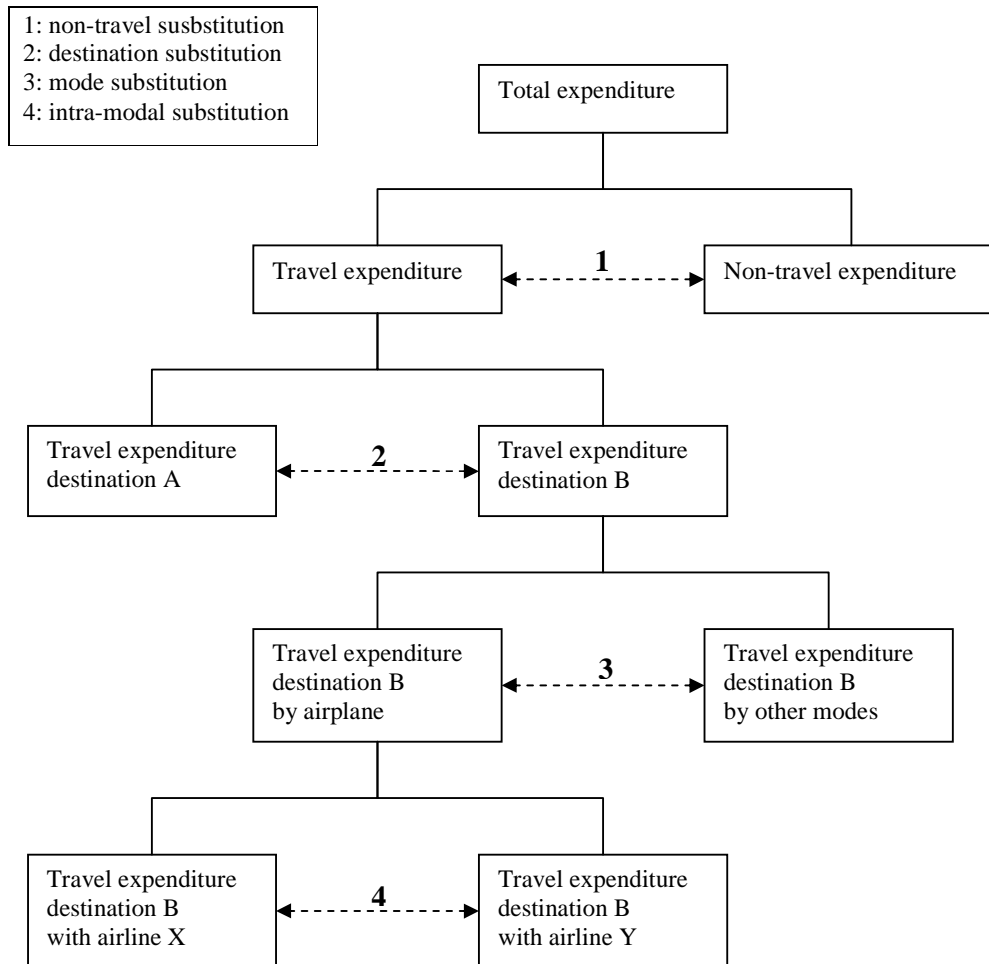 1: non-travel susbstitution
2: destination substitution
3: mode substitution
4: intra-modal substitution
Total expenditure
Travel expenditure
1
Non-travel expenditure
Travel expenditure
destination A
2
Travel expenditure
destination B
Travel expenditure
destination B
by airplane
3
Travel expenditure
destination B
by other modes
Travel expenditure
destination B
with airline X
4
Travel expenditure
destination B
with airline Y